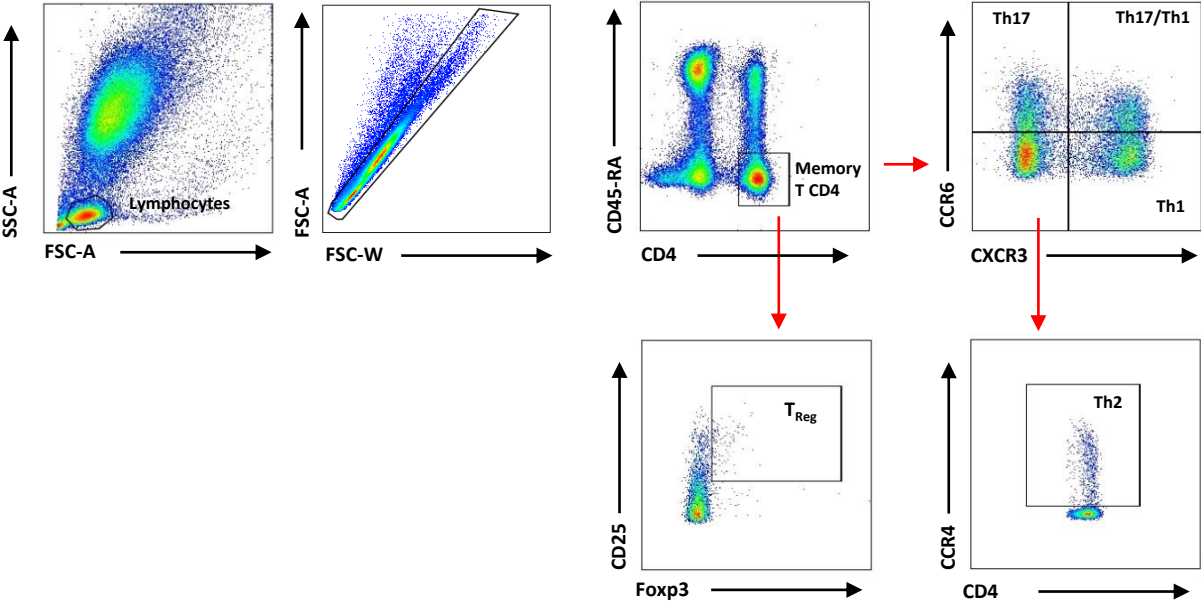 SSC-A
Lymphocytes
FSC-A
FSC-A
FSC-W
CD45-RA
Memory
T CD4
CD4
CCR6
Th17
Th17/Th1
Th1
CXCR3
CD25
TReg
Foxp3
CCR4
Th2
CD4